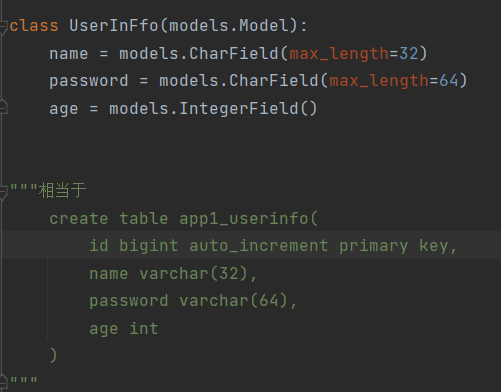 class UserInFfo(models.Model):
    name = models.CharField(max_length=32)
    password = models.CharField(max_length=64)
    age = models.IntegerField()
"""相当于
    create table app1_userinfo(
        id bigint auto_increment primary key,
        name varchar(32),
        password varchar(64),
        age int
    )
"""